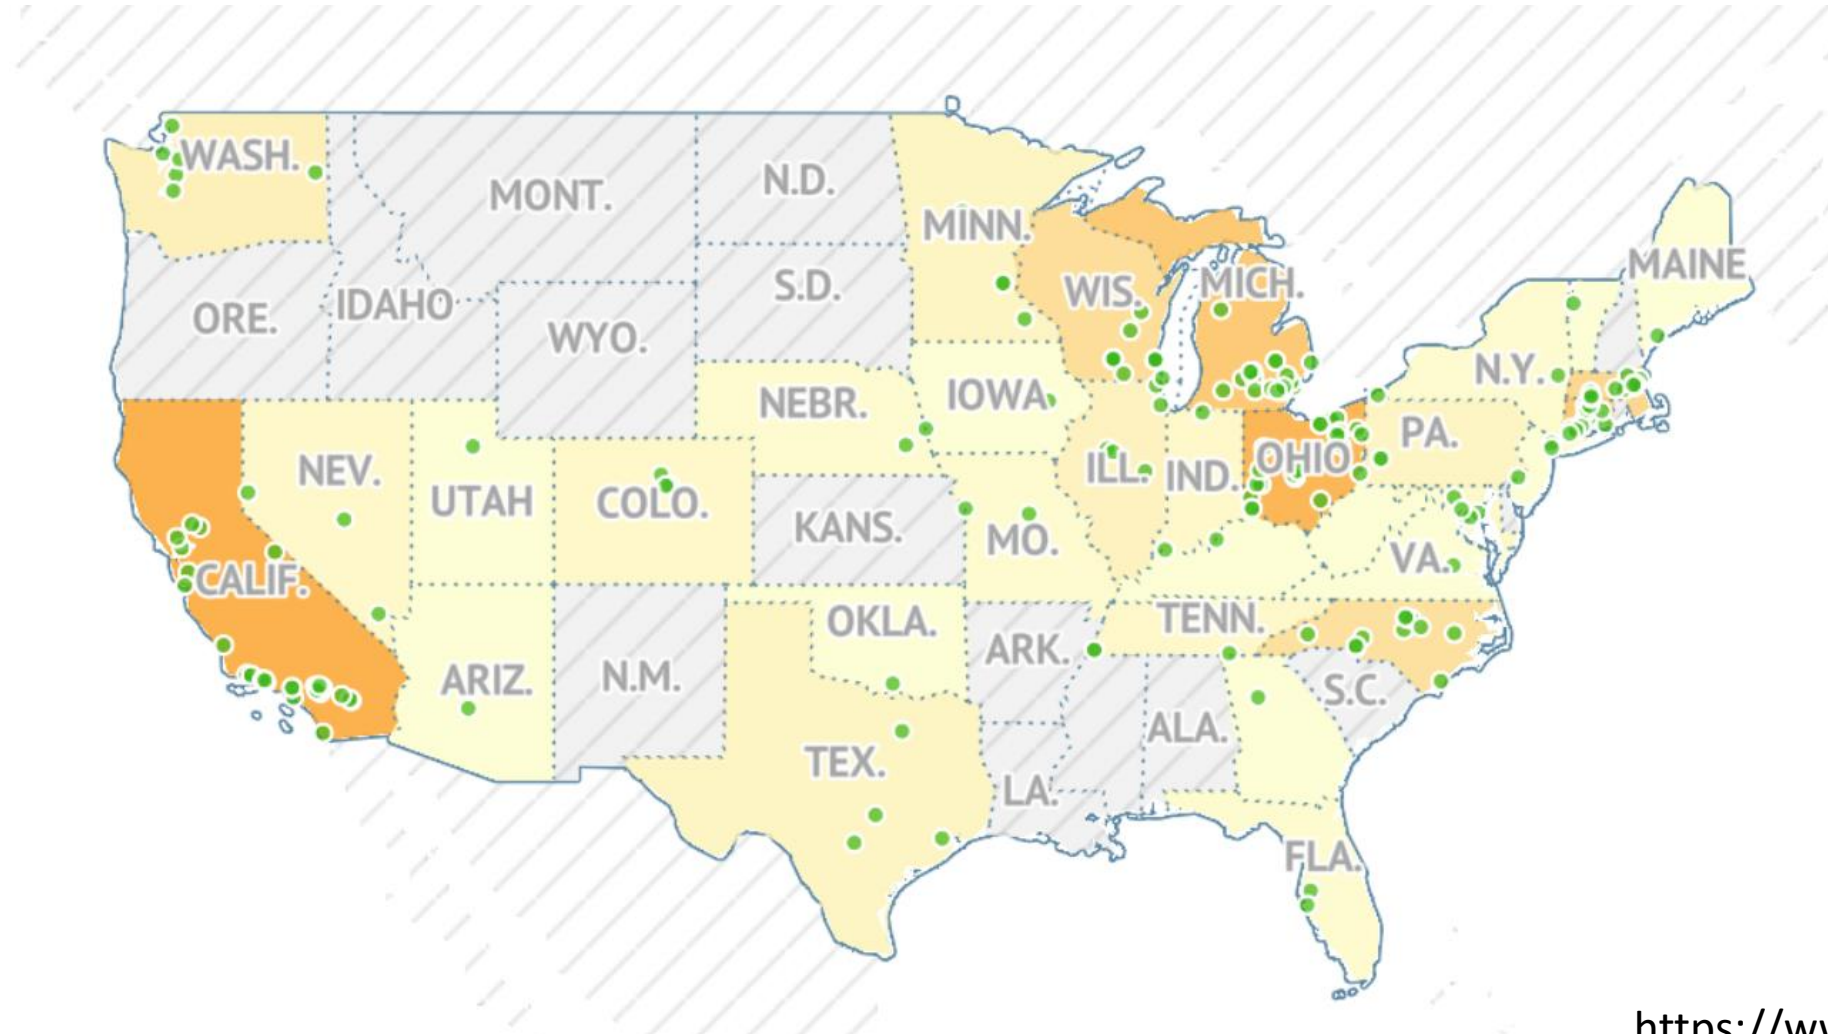 WASH.
MONT.
N.D.
MINN.
ORE.
IDAHO
WYO.
S.D.
WIS.
MICH.
MAINE
NEBR.
IOWA
N.Y.
NEV.
UTAH
COLO.
KANS.
MO.
ILL.
IND.
OHIO
PA.
CALIF.
VA.
ARIZ.
N.M.
OKLA.
ARK.
TENN.
S.C.
TEX.
LA.
ALA.
FLA.